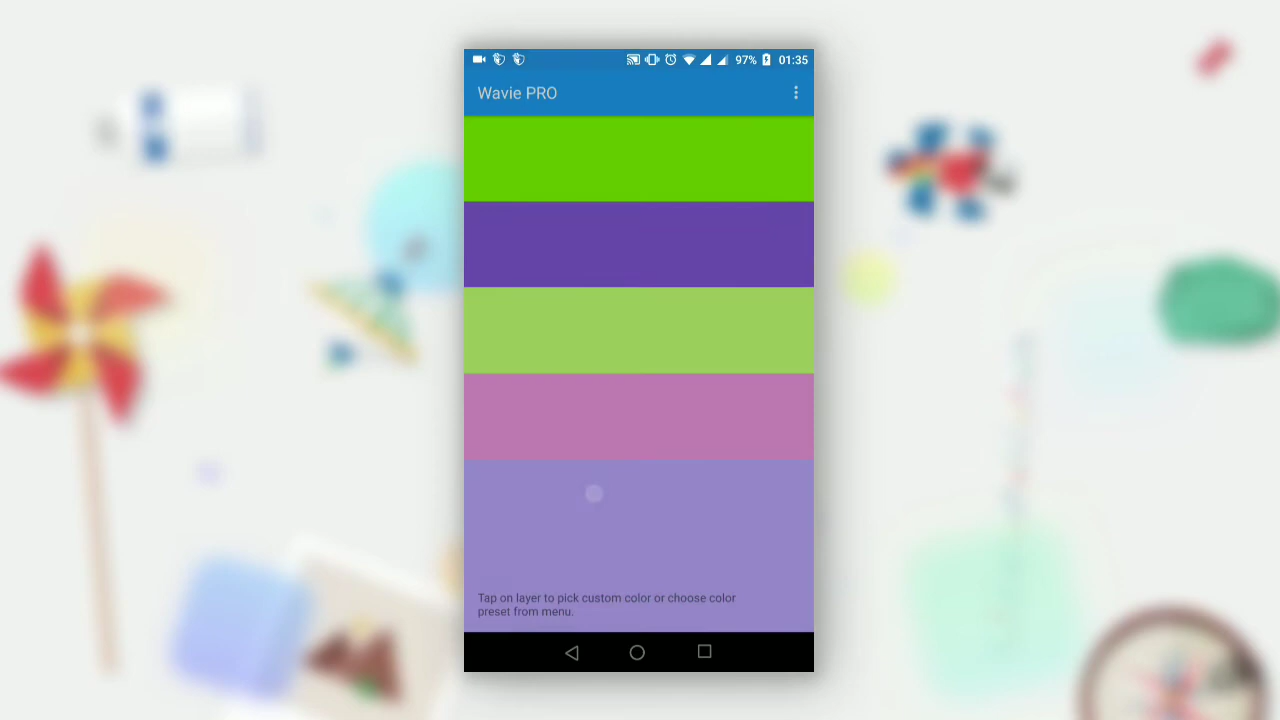 97% 01:35
Wavie PRO
Tap on layer to pick custom color or choose color
preset from menu.